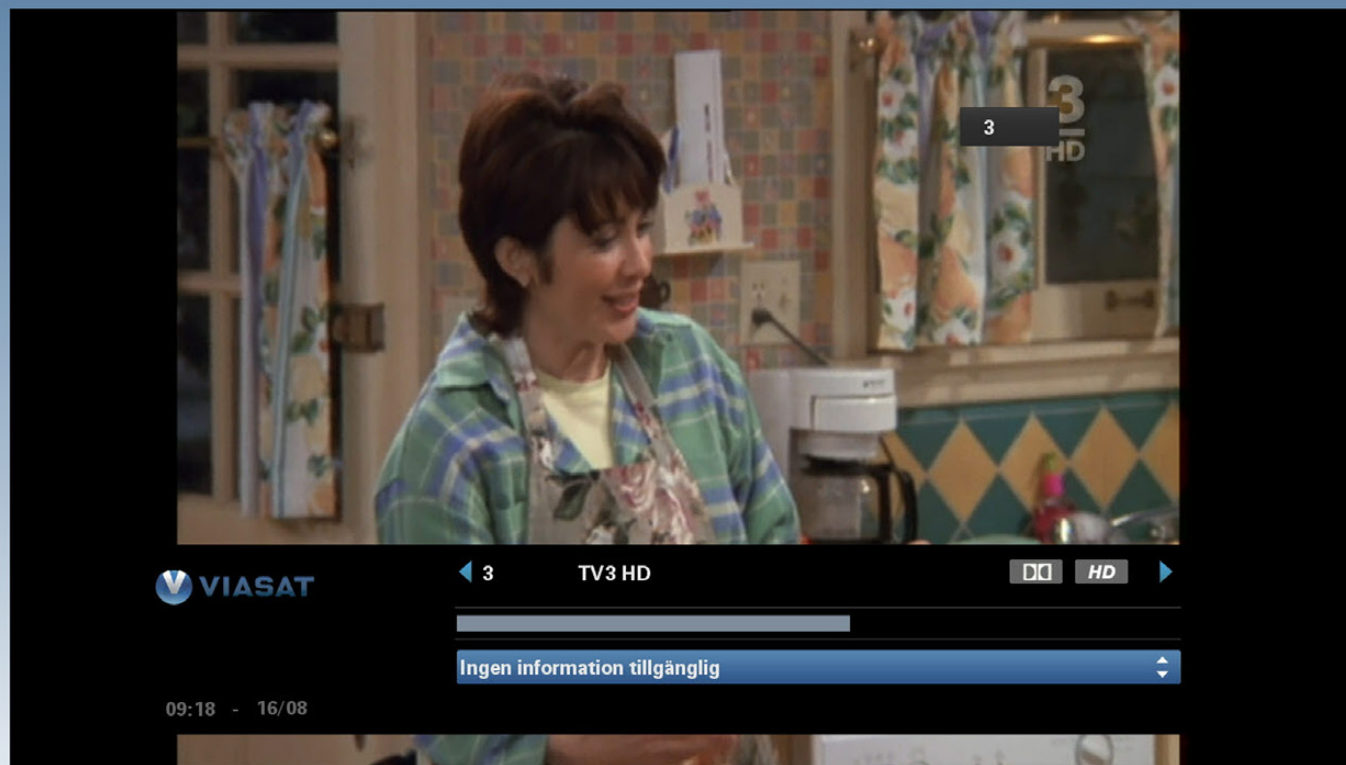 3
3
HD
3 TV3 HD HD
VIASAT
Ingen information tillgänglig
09:18 - 16/08